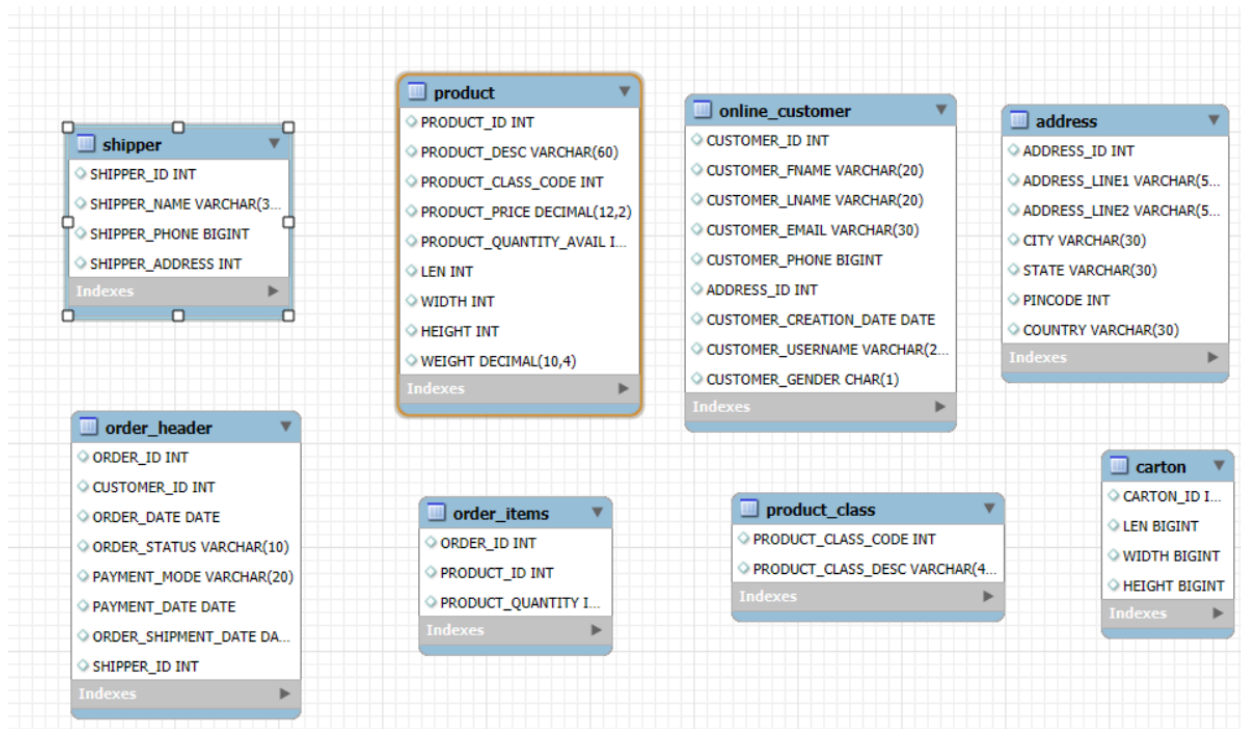 shipper
SHIPPER_ID INT
SHIPPER_NAME VARCHAR(3...
SHIPPER_PHONE BIGINT
SHIPPER_ADDRESS INT
Indexes
product
PRODUCT_ID INT
PRODUCT_DESC VARCHAR(60)
PRODUCT_CLASS_CODE INT
PRODUCT_PRICE DECIMAL(12,2)
PRODUCT_QUANTITY_AVAIL I...
LEN INT
WIDTH INT
HEIGHT INT
WEIGHT DECIMAL(10,4)
Indexes
online_customer
CUSTOMER_ID INT
CUSTOMER_FNAME VARCHAR(20)
CUSTOMER_LNAME VARCHAR(20)
CUSTOMER_EMAIL VARCHAR(30)
CUSTOMER_PHONE BIGINT
ADDRESS_ID INT
CUSTOMER_CREATION_DATE DATE
CUSTOMER_USERNAME VARCHAR(2...
CUSTOMER_GENDER CHAR(1)
Indexes
address
ADDRESS_ID INT
ADDRESS_LINE1 VARCHAR(5...
ADDRESS_LINE2 VARCHAR(5...
CITY VARCHAR(30)
STATE VARCHAR(30)
PINCODE INT
COUNTRY VARCHAR(30)
Indexes
order_header
ORDER_ID INT
CUSTOMER_ID INT
ORDER_DATE DATE
ORDER_STATUS VARCHAR(10)
PAYMENT_MODE VARCHAR(20)
PAYMENT_DATE DATE
ORDER_SHIPMENT_DATE DA...
SHIPPER_ID INT
Indexes
order_items
ORDER_ID INT
PRODUCT_ID INT
PRODUCT_QUANTITY I...
Indexes
product_class
PRODUCT_CLASS_CODE INT
PRODUCT_CLASS_DESC VARCHAR(4...
Indexes
carton
CARTON_ID I...
LEN BIGINT
WIDTH BIGINT
HEIGHT BIGINT
Indexes